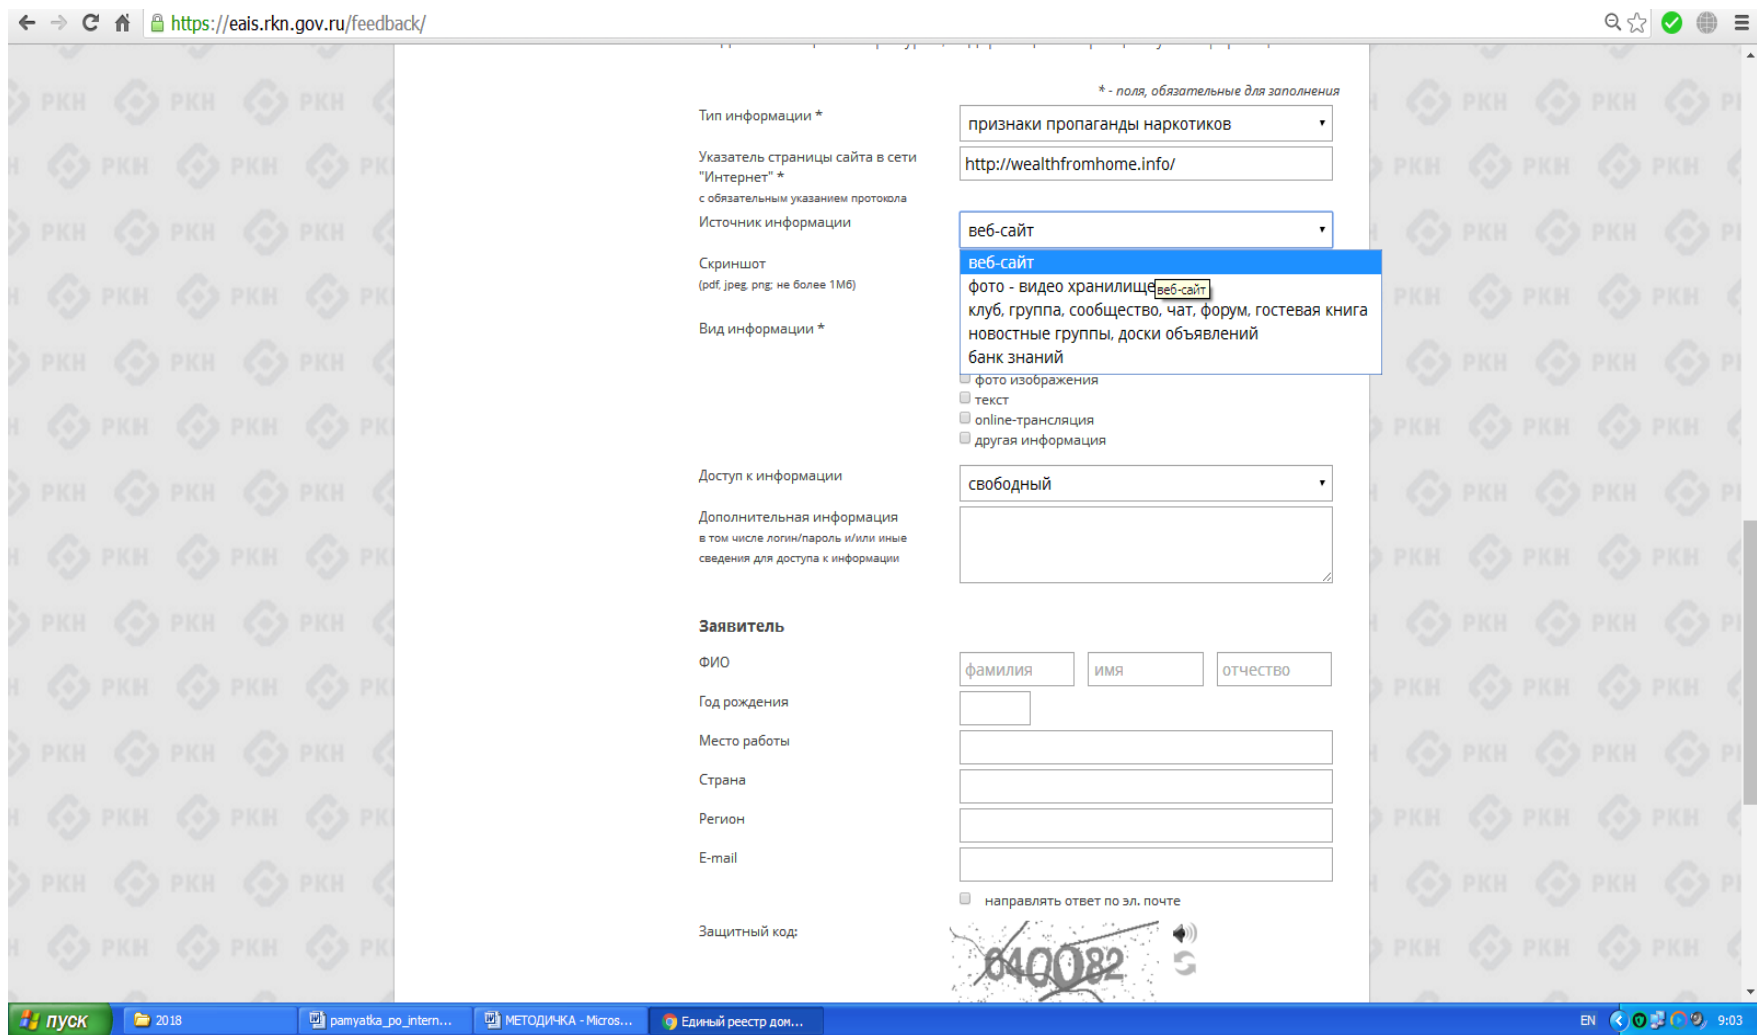 https://eais.rkn.gov.ru/feedback/
* - поля, обязательные для заполнения
Тип информации *
признаки пропаганды наркотиков
Указатель страницы сайта в сети
"Интернет" *
с обязательным указанием протокола
http://wealthfromhome.info/
Источник информации
веб-сайт
веб-сайт
фото - видео хранилище
веб-сайт
клуб, группа, сообщество, чат, форум, гостевая книга
новостные группы, доски объявлений
банк знаний
Скриншот
(pdf, jpeg, png; не более 1Мб)
Вид информации *
фото изображения
текст
online-трансляция
другая информация
Доступ к информации
свободный
Дополнительная информация
в том числе логин/пароль и/или иные
сведения для доступа к информации
Заявитель
ФИО
фамилия
имя
отчество
Год рождения
Место работы
Страна
Регион
E-mail
направлять ответ по эл. почте
Защитный код:
040082
РКН РКН РКН
пуск
2018
pamyatka_po_intern...
МЕТОДИЧКА - Micros...
Единый реестр дом...
EN
9:03